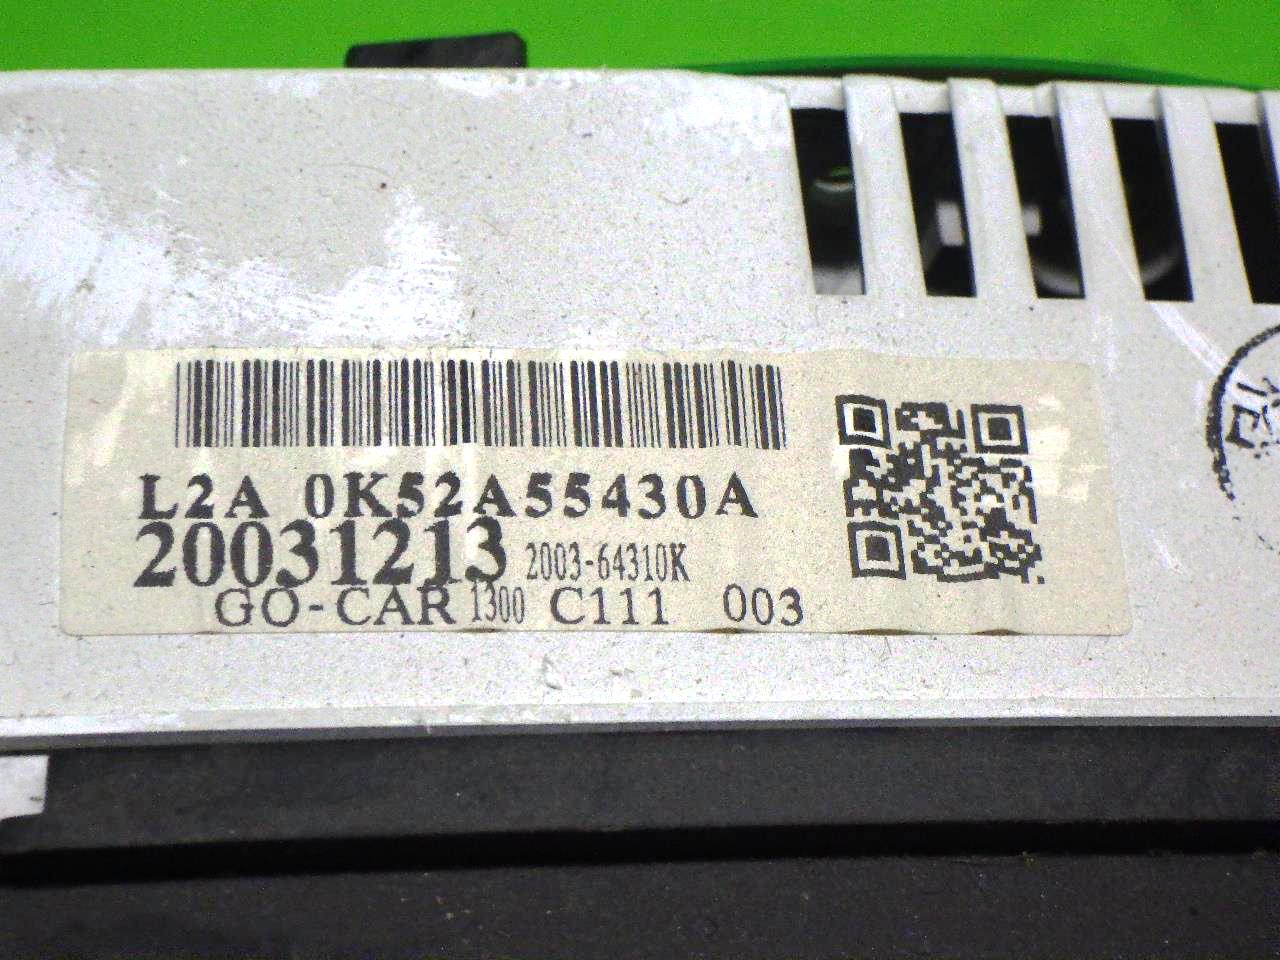 L2A 0K52A55430A
20031213 2003-64310K
GO-CAR 1300 C111 003